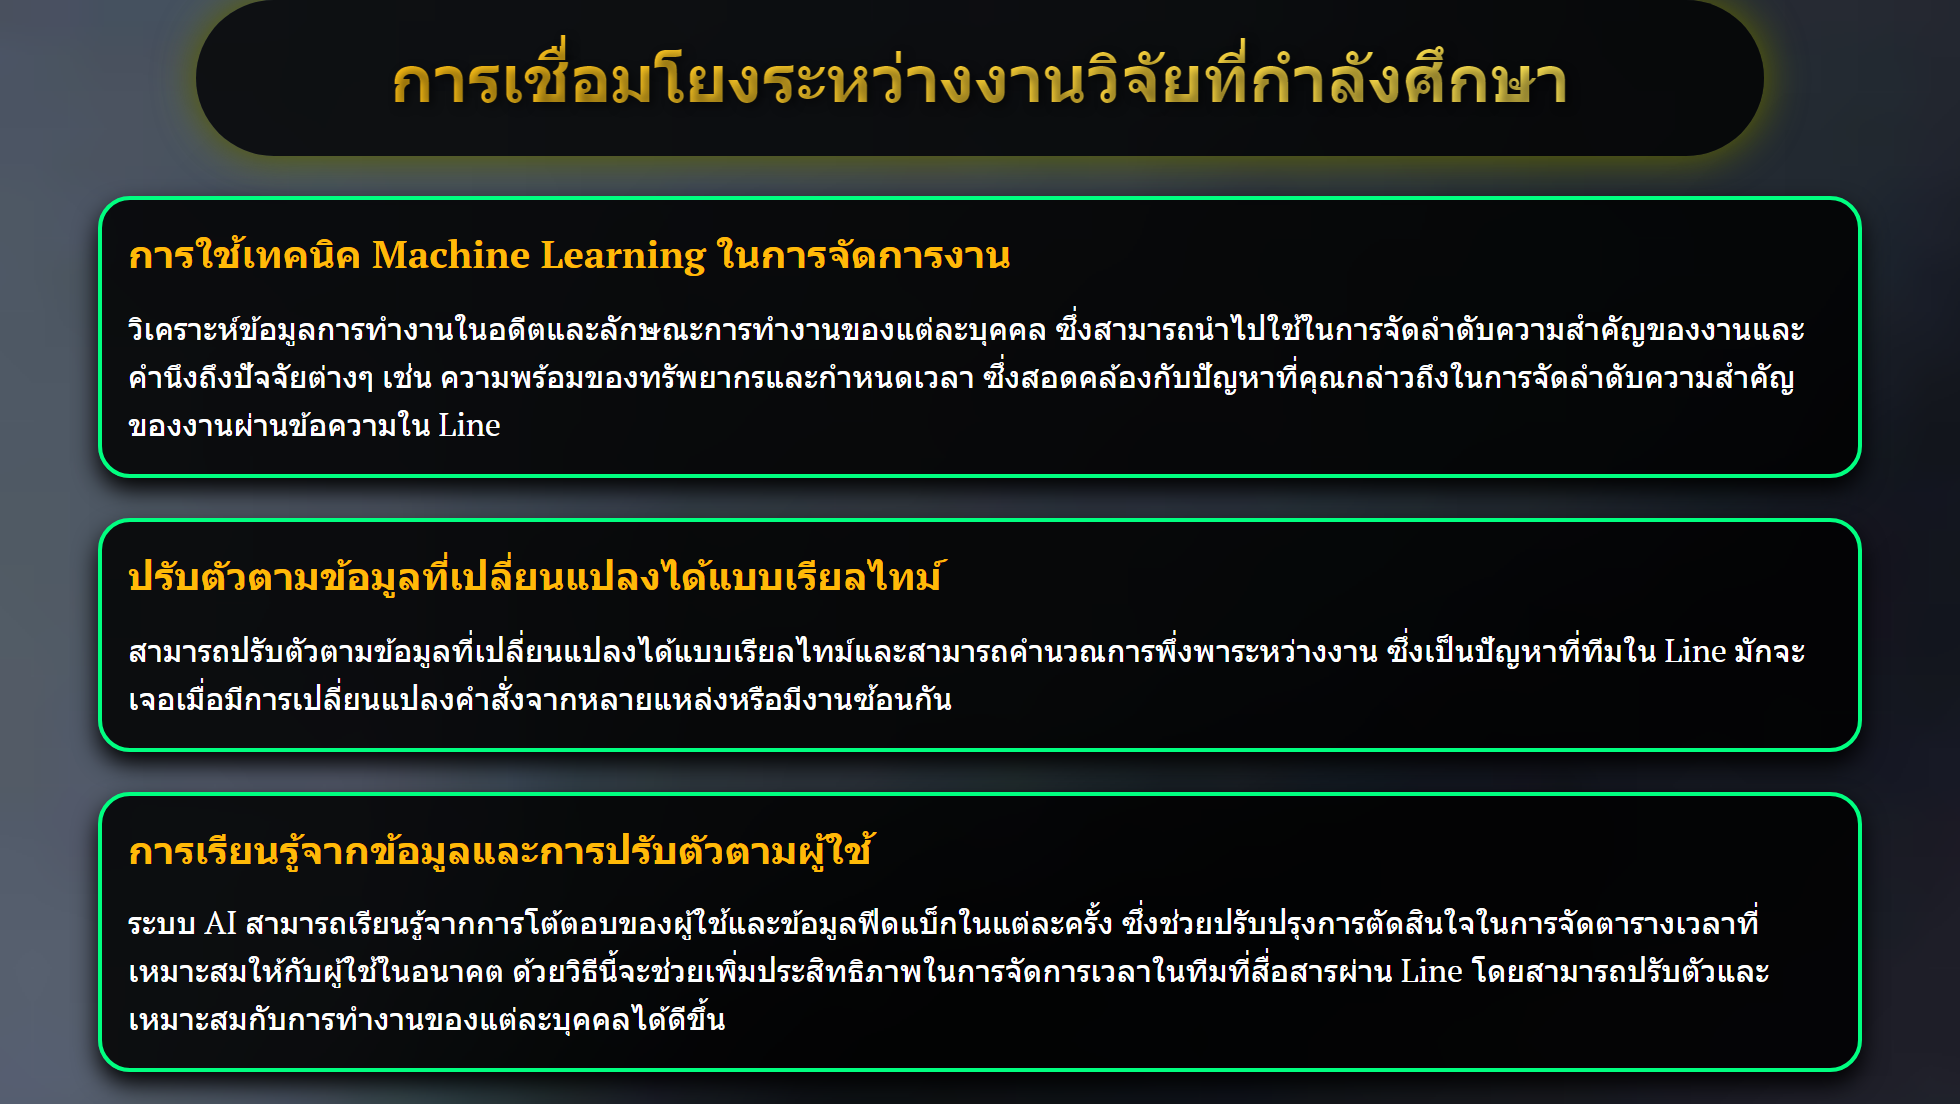 การเชื่อมโยงระหว่างงานวิจัยที่กำลังศึกษา
การใช้เทคนิค Machine Learning ในการจัดการงาน
วิเคราะห์ข้อมูลการทำงานในอดีตและลักษณะการทำงานของแต่ละบุคคล ซึ่งสามารถนำไปใช้ในการจัดลำดับความสำคัญของงานและ
คำนึงถึงปัจจัยต่างๆ เช่น ความพร้อมของทรัพยากรและกำหนดเวลา ซึ่งสอดคล้องกับปัญหาที่คุณกล่าวถึงในการจัดลำดับความสำคัญ
ของงานผ่านข้อความใน Line
ปรับตัวตามข้อมูลที่เปลี่ยนแปลงได้แบบเรียลไทม์
สามารถปรับตัวตามข้อมูลที่เปลี่ยนแปลงได้แบบเรียลไทม์และสามารถคำนวณการพึ่งพาระหว่างงาน ซึ่งเป็นปัญหาที่ทีมใน Line มักจะ
เจอเมื่อมีการเปลี่ยนแปลงคำสั่งจากหลายแหล่งหรือมีงานซ้อนกัน
การเรียนรู้จากข้อมูลและการปรับตัวตามผู้ใช้
ระบบ AI สามารถเรียนรู้จากการโต้ตอบของผู้ใช้และข้อมูลฟีดแบ็กในแต่ละครั้ง ซึ่งช่วยปรับปรุงการตัดสินใจในการจัดตารางเวลาที่
เหมาะสมให้กับผู้ใช้ในอนาคต ด้วยวิธีนี้จะช่วยเพิ่มประสิทธิภาพในการจัดการเวลาในทีมที่สื่อสารผ่าน Line โดยสามารถปรับตัวและ
เหมาะสมกับการทำงานของแต่ละบุคคลได้ดีขึ้น